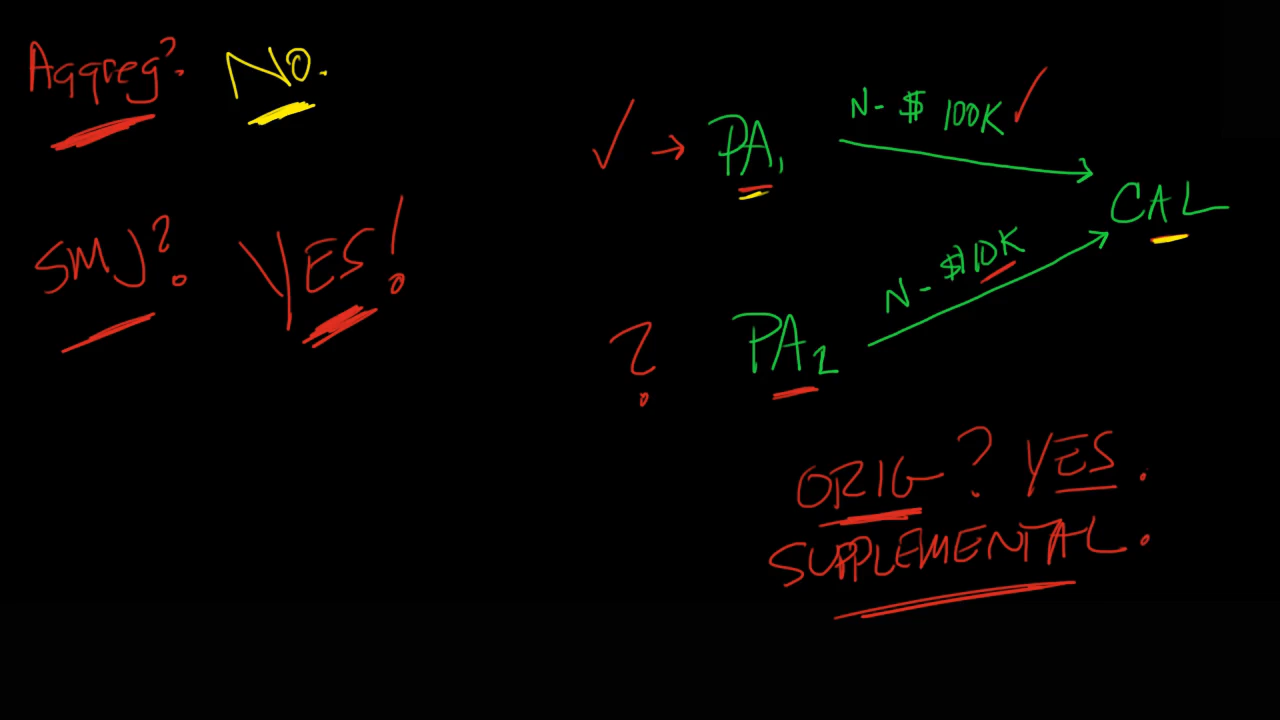 Aggreg? No.
SMJ? YES!
✓ → PA1 N - $ 100K ✓
CAL
? PA2 N - $10K
ORIG? YES.
SUPPLEMENTAL.